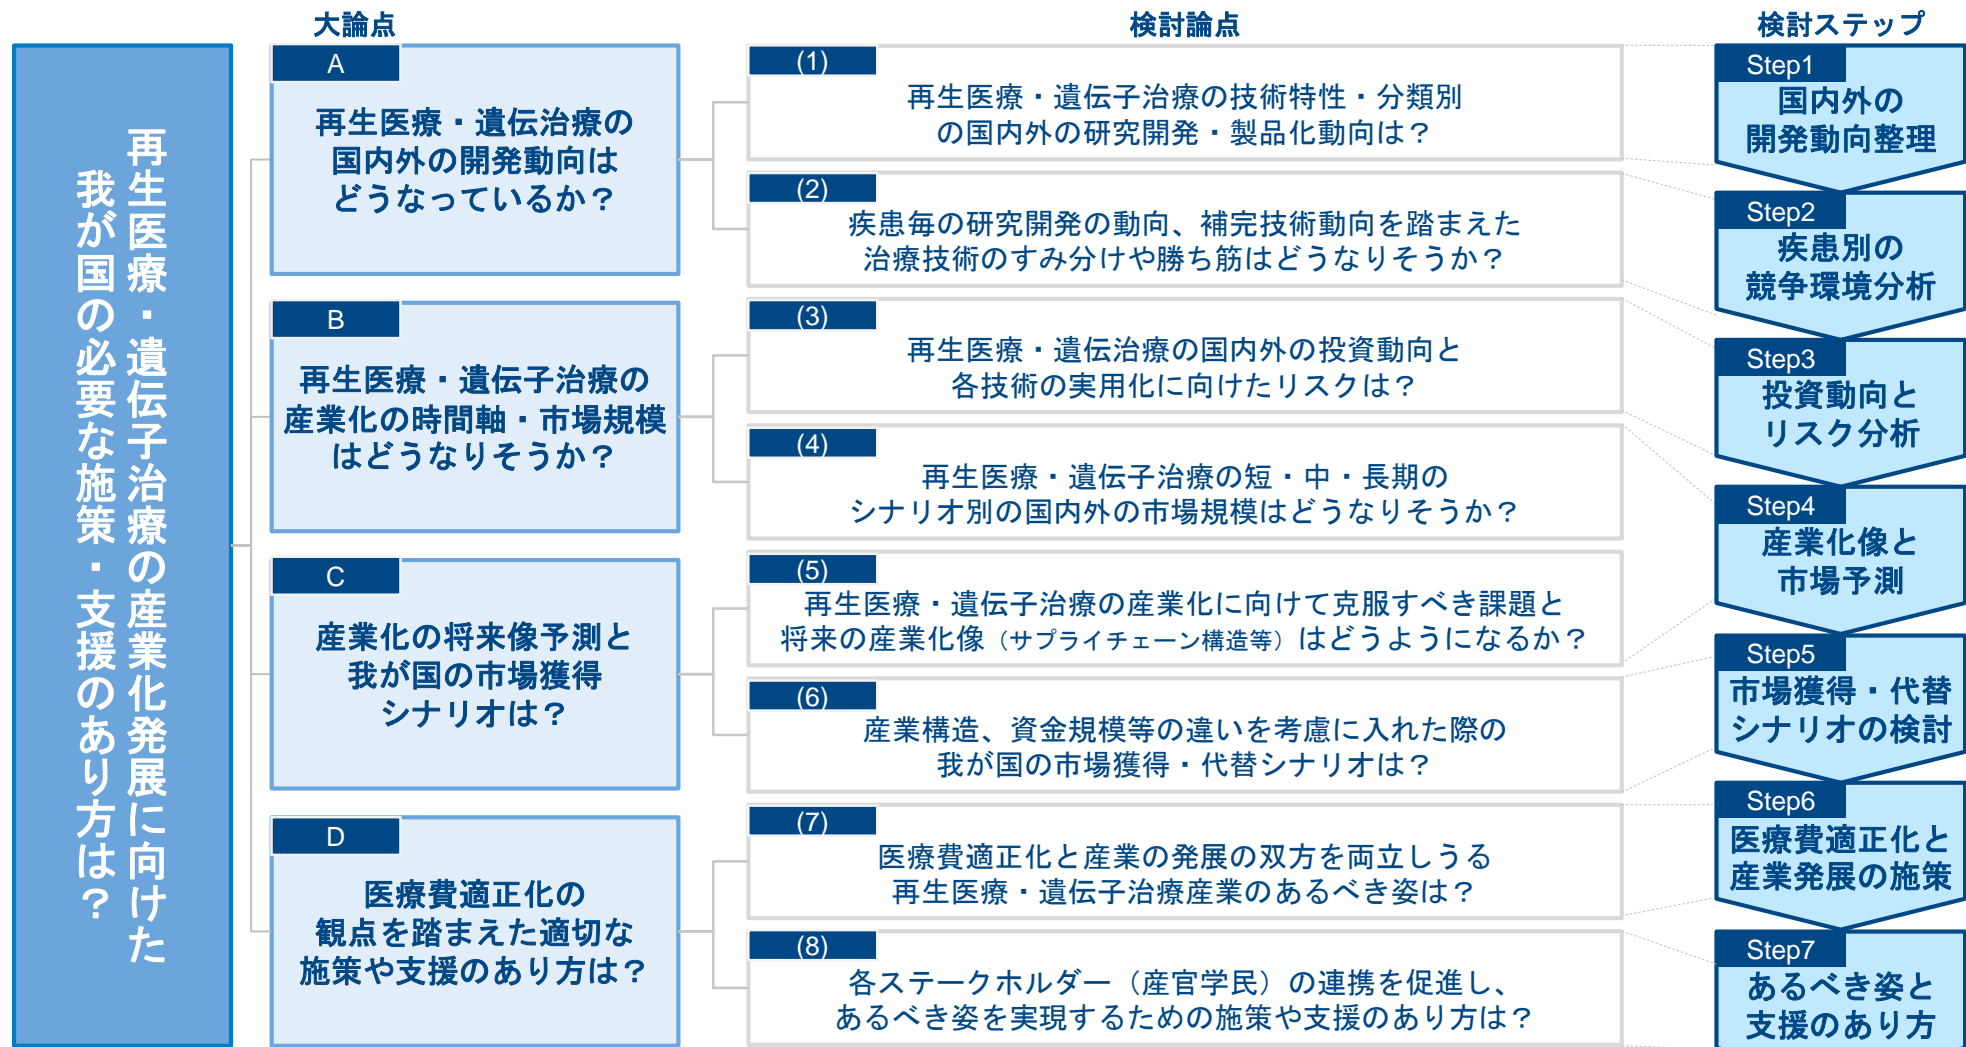 大論点
検討論点
検討ステップ
再生医療・遺伝子治療の産業化発展に向けた
我が国の必要な施策・支援のあり方は？
A
再生医療・遺伝治療の
国内外の開発動向は
どうなっているか？
B
再生医療・遺伝子治療の
産業化の時間軸・市場規模
はどうなりそうか？
C
産業化の将来像予測と
我が国の市場獲得
シナリオは？
D
医療費適正化の
観点を踏まえた適切な
施策や支援のあり方は？
(1)
再生医療・遺伝子治療の技術特性・分類別
の国内外の研究開発・製品化動向は？
(2)
疾患毎の研究開発の動向、補完技術動向を踏まえた
治療技術のすみ分けや勝ち筋はどうなりそうか？
(3)
再生医療・遺伝治療の国内外の投資動向と
各技術の実用化に向けたリスクは？
(4)
再生医療・遺伝子治療の短・中・長期の
シナリオ別の国内外の市場規模はどうなりそうか？
(5)
再生医療・遺伝子治療の産業化に向けて克服すべき課題と
将来の産業化像（サプライチェーン構造等）はどうようになるか？
(6)
産業構造、資金規模等の違いを考慮に入れた際の
我が国の市場獲得・代替シナリオは？
(7)
医療費適正化と産業の発展の双方を両立しうる
再生医療・遺伝子治療産業のあるべき姿は？
(8)
各ステークホルダー（産官学民）の連携を促進し、
あるべき姿を実現するための施策や支援のあり方は？
Step1
国内外の
開発動向整理
Step2
疾患別の
競争環境分析
Step3
投資動向と
リスク分析
Step4
産業化像と
市場予測
Step5
市場獲得・代替
シナリオの検討
Step6
医療費適正化と
産業発展の施策
Step7
あるべき姿と
支援のあり方